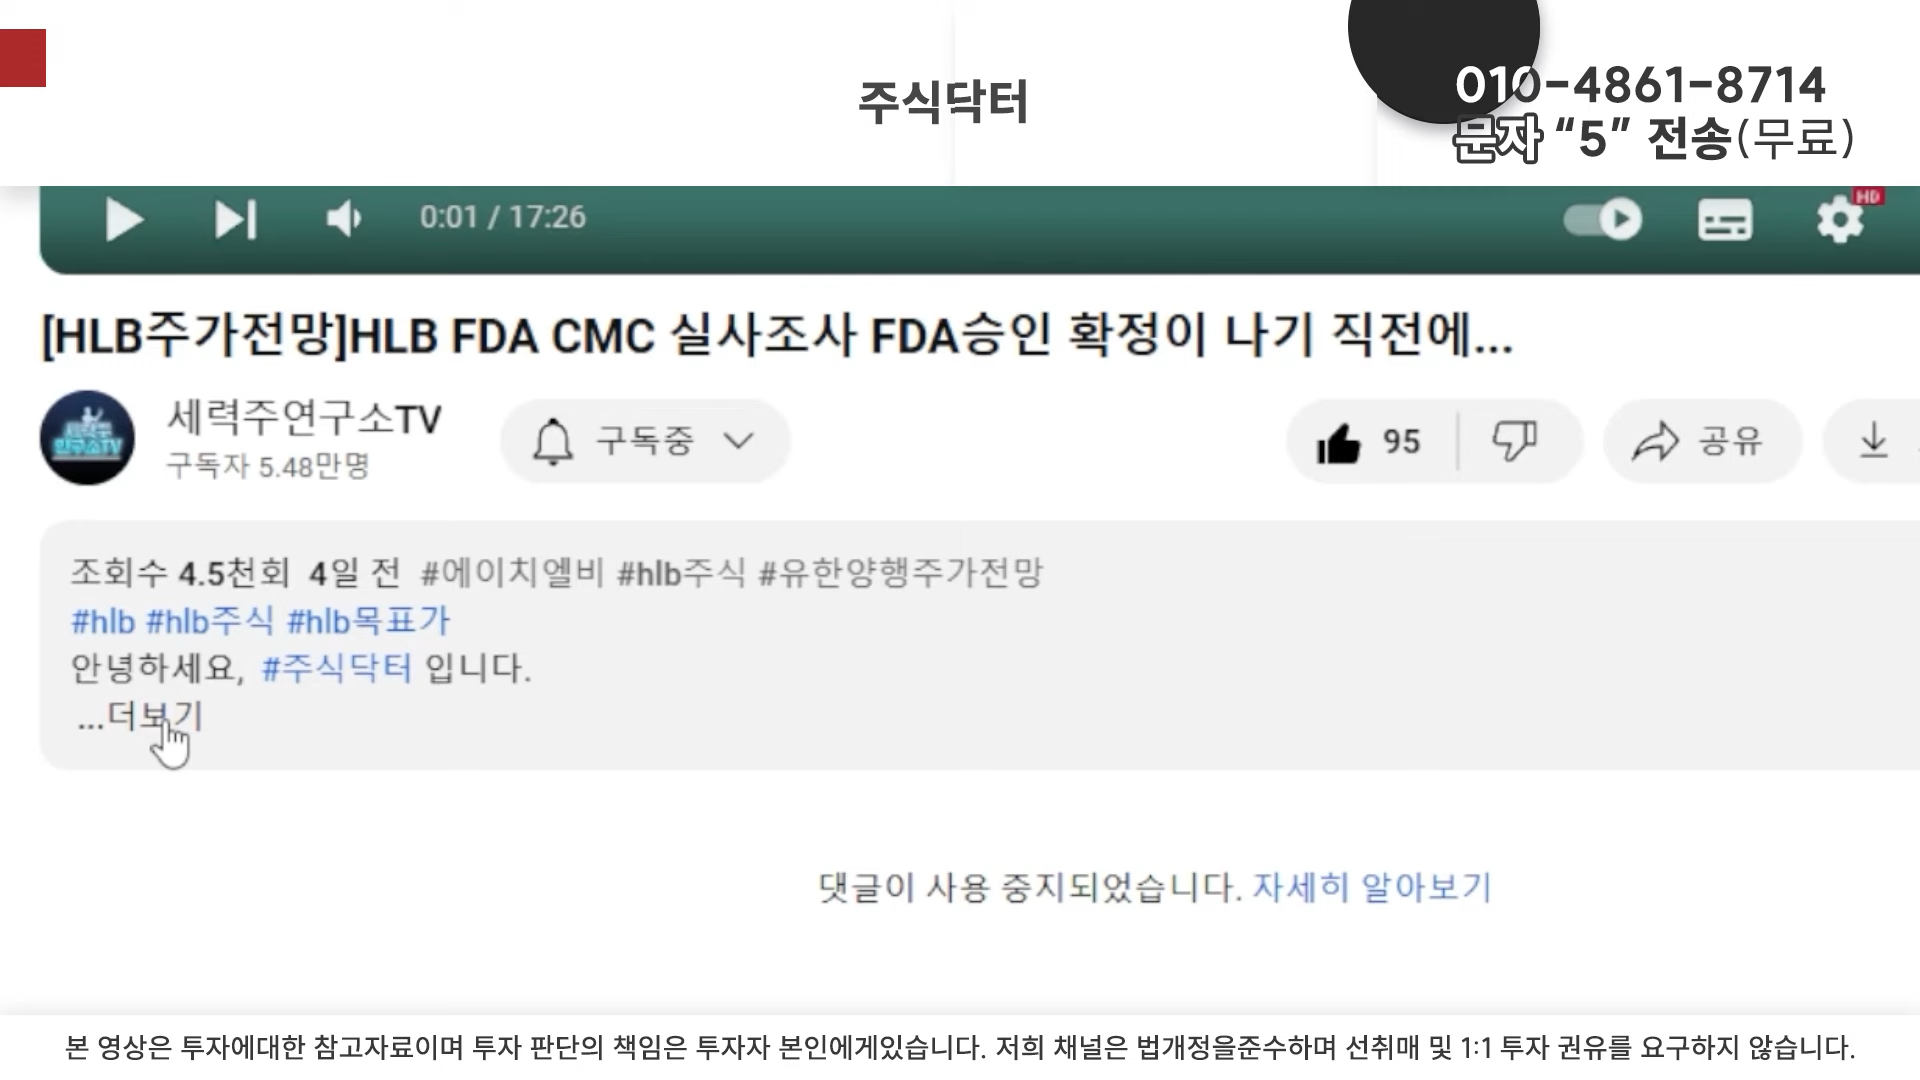 주식닥터
010-4861-8714
문자 “5” 전송(무료)
0:01 / 17:26
HD
[HLB주가전망]HLB FDA CMC 실사조사 FDA승인 확정이 나기 직전에...
세력주연구소TV
구독자 5.48만명
구독중
95
공유
조회수 4.5천회 4일 전 #에이치엘비 #hlb주식 #유한양행주가전망
#hlb #hlb주식 #hlb목표가
안녕하세요, #주식닥터 입니다.
...더보기
댓글이 사용 중지되었습니다. 자세히 알아보기
본 영상은 투자에대한 참고자료이며 투자 판단의 책임은 투자자 본인에게있습니다. 저희 채널은 법개정을준수하며 선취매 및 1:1 투자 권유를 요구하지 않습니다.